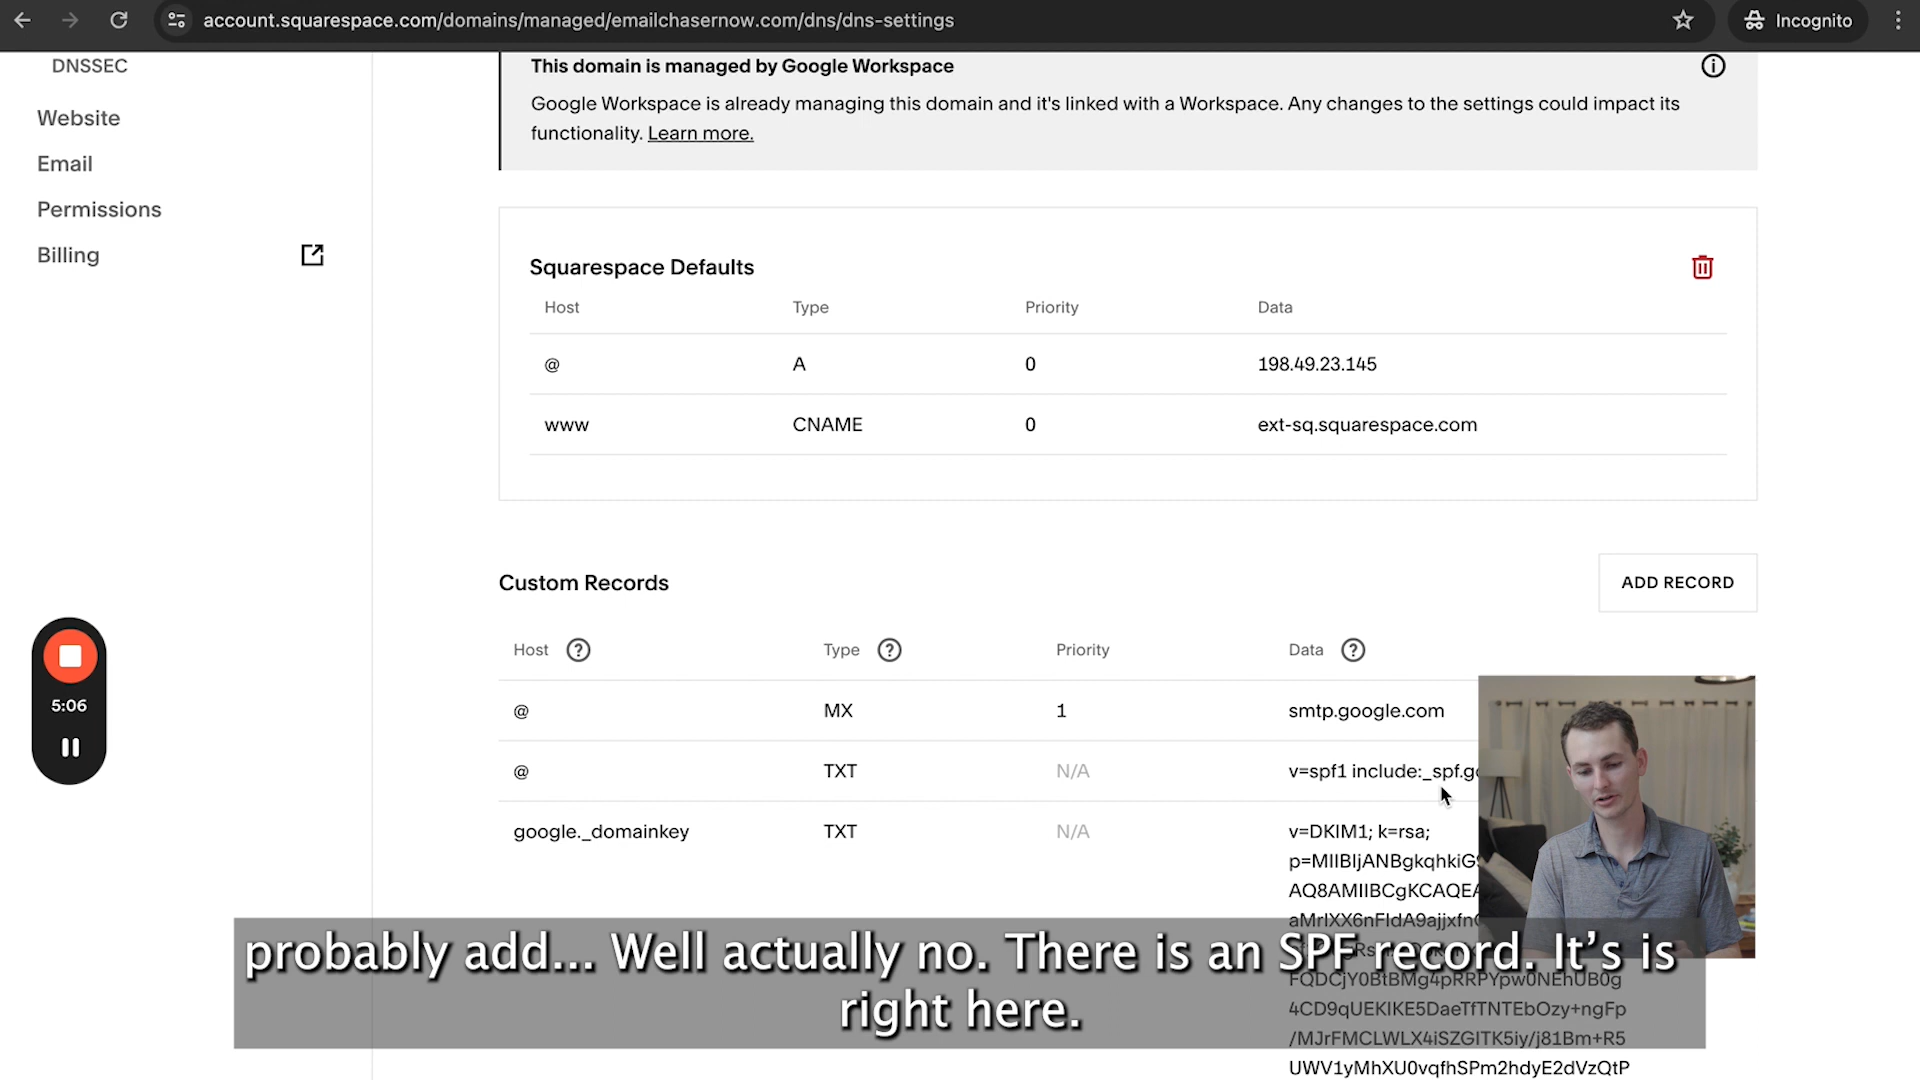 account.squarespace.com/domains/managed/emailchasernow.com/dns/dns-settings
Incognito
DNSSEC
Website
Email
Permissions
Billing
This domain is managed by Google Workspace
Google Workspace is already managing this domain and it's linked with a Workspace. Any changes to the settings could impact its
functionality. Learn more.
Squarespace Defaults
Host Type Priority Data
@ A 0 198.49.23.145
www CNAME 0 ext-sq.squarespace.com
Custom Records
ADD RECORD
Host Type Priority Data
@ MX 1 smtp.google.com
@ TXT N/A v=spf1 include:_spf.go
google._domainkey TXT N/A v=DKIM1; k=rsa;
p=MIIBIjANBgkqhkiG9
AQ8AMIIBCgKCAQEA
5:06
probably add... Well actually no. There is an SPF record. It's is
right here.
FQDCjY0BtBMg4pRRPYpw0NEhUB0g
4CD9qUEKIKE5DaeTfTNTEbOzy+ngFp
/MJrFMCLWLX4iSZGITK5iy/j81Bm+R5
UWV1yMhXU0vqfhSPm2hdyE2dVzQtP